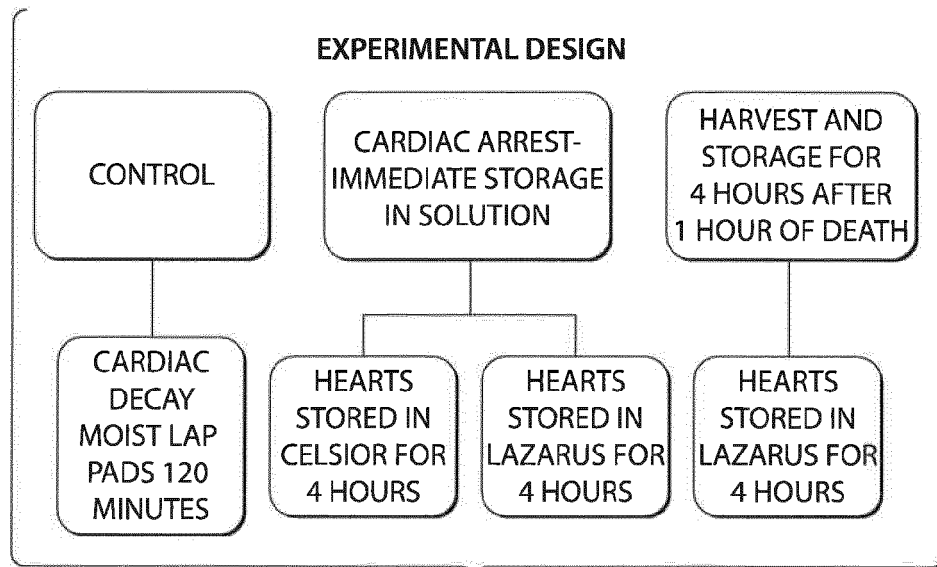 EXPERIMENTAL DESIGN
CONTROL
CARDIAC ARREST-
IMMEDIATE STORAGE
IN SOLUTION
HARVEST AND
STORAGE FOR
4 HOURS AFTER
1 HOUR OF DEATH
CARDIAC
DECAY
MOIST LAP
PADS 120
MINUTES
HEARTS
STORED IN
CELSIOR FOR
4 HOURS
HEARTS
STORED IN
LAZARUS FOR
4 HOURS
HEARTS
STORED IN
LAZARUS FOR
4 HOURS